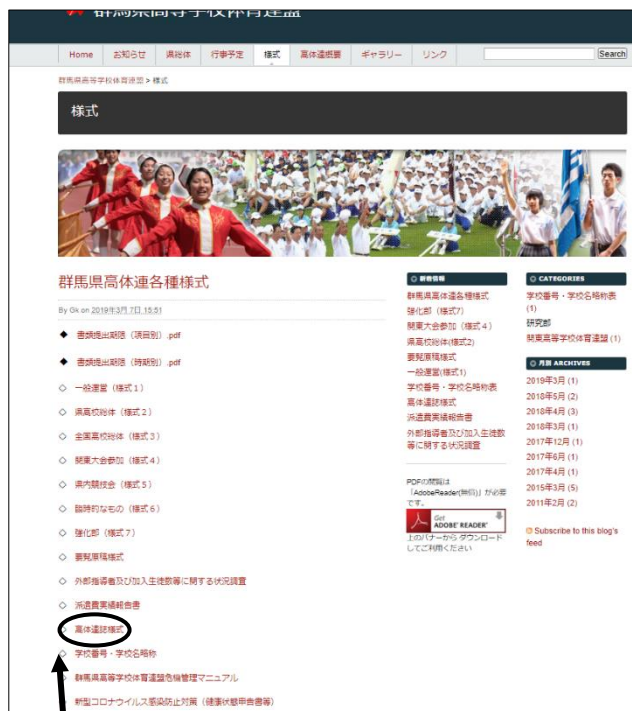 群馬県高等学校体育連盟
Home お知らせ 県総体 行事予定 様式 高体連概要 ギャラリー リンク Search
群馬県高等学校体育連盟 > 様式
様式
群馬県高体連各種様式
By Gk on 2019年3月 7日 15:51
◆ 書類提出期限（項目別）.pdf
◆ 書類提出期限（時期別）.pdf
◇ 一般運営（様式１）
◇ 県高校総体（様式２）
◇ 全国高校総体（様式３）
◇ 関東大会参加（様式４）
◇ 県内競技会（様式５）
◇ 臨時的なもの（様式６）
◇ 強化部（様式７）
◇ 要覧原稿様式
◇ 外部指導者及び加入生徒数等に関する状況調査
◇ 派遣費実績報告書
◇ 高体連誌様式
◇ 学校番号・学校名略称
◇ 群馬県高等学校体育連盟危機管理マニュアル
◇ 新型コロナウイルス感染防止対策（健康状態申告書等）
新着情報
群馬県高体連各種様式
強化部（様式7）
関東大会参加（様式４）
県高校総体(様式2)
要覧原稿様式
一般運営(様式1)
学校番号・学校名略称表
高体連誌様式
派遣費実績報告書
外部指導者及び加入生徒数
等に関する状況調査
PDFの閲覧は
「AdobeReader(無償)」が必要
です。
Get
ADOBE® READER®
上のバナーから ダウンロード
してご利用ください
CATEGORIES
学校番号・学校名略称表
(1)
研究部
関東高等学校体育連盟 (1)
月別 ARCHIVES
2019年3月 (1)
2018年5月 (2)
2018年4月 (3)
2018年3月 (1)
2017年12月 (1)
2017年6月 (1)
2017年4月 (1)
2015年3月 (5)
2011年2月 (2)
Subscribe to this blog's
feed